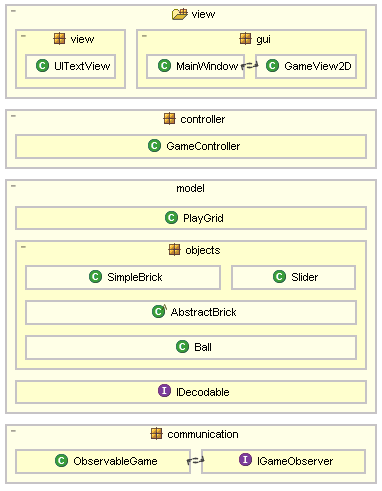 view
view
gui
UITextView
MainWindow
GameView2D
controller
C GameController
model
C PlayGrid
objects
C SimpleBrick
C Slider
C A AbstractBrick
C Ball
I IDecodable
communication
C ObservableGame
I IGameObserver